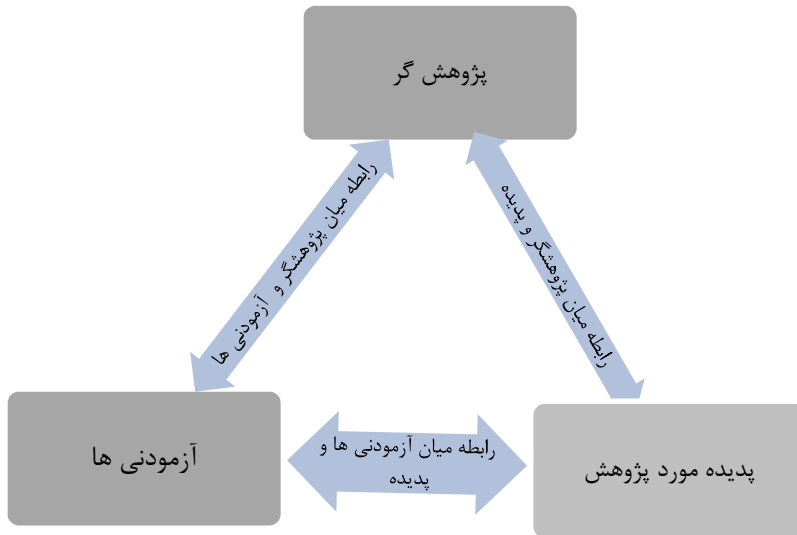 پژوهش گر
رابطه میان پژوهشگر و پدیده
رابطه میان پژوهشگر و آزمودنی ها
پدیده مورد پژوهش
رابطه میان آزمودنی ها و
پدیده
آزمودنی ها